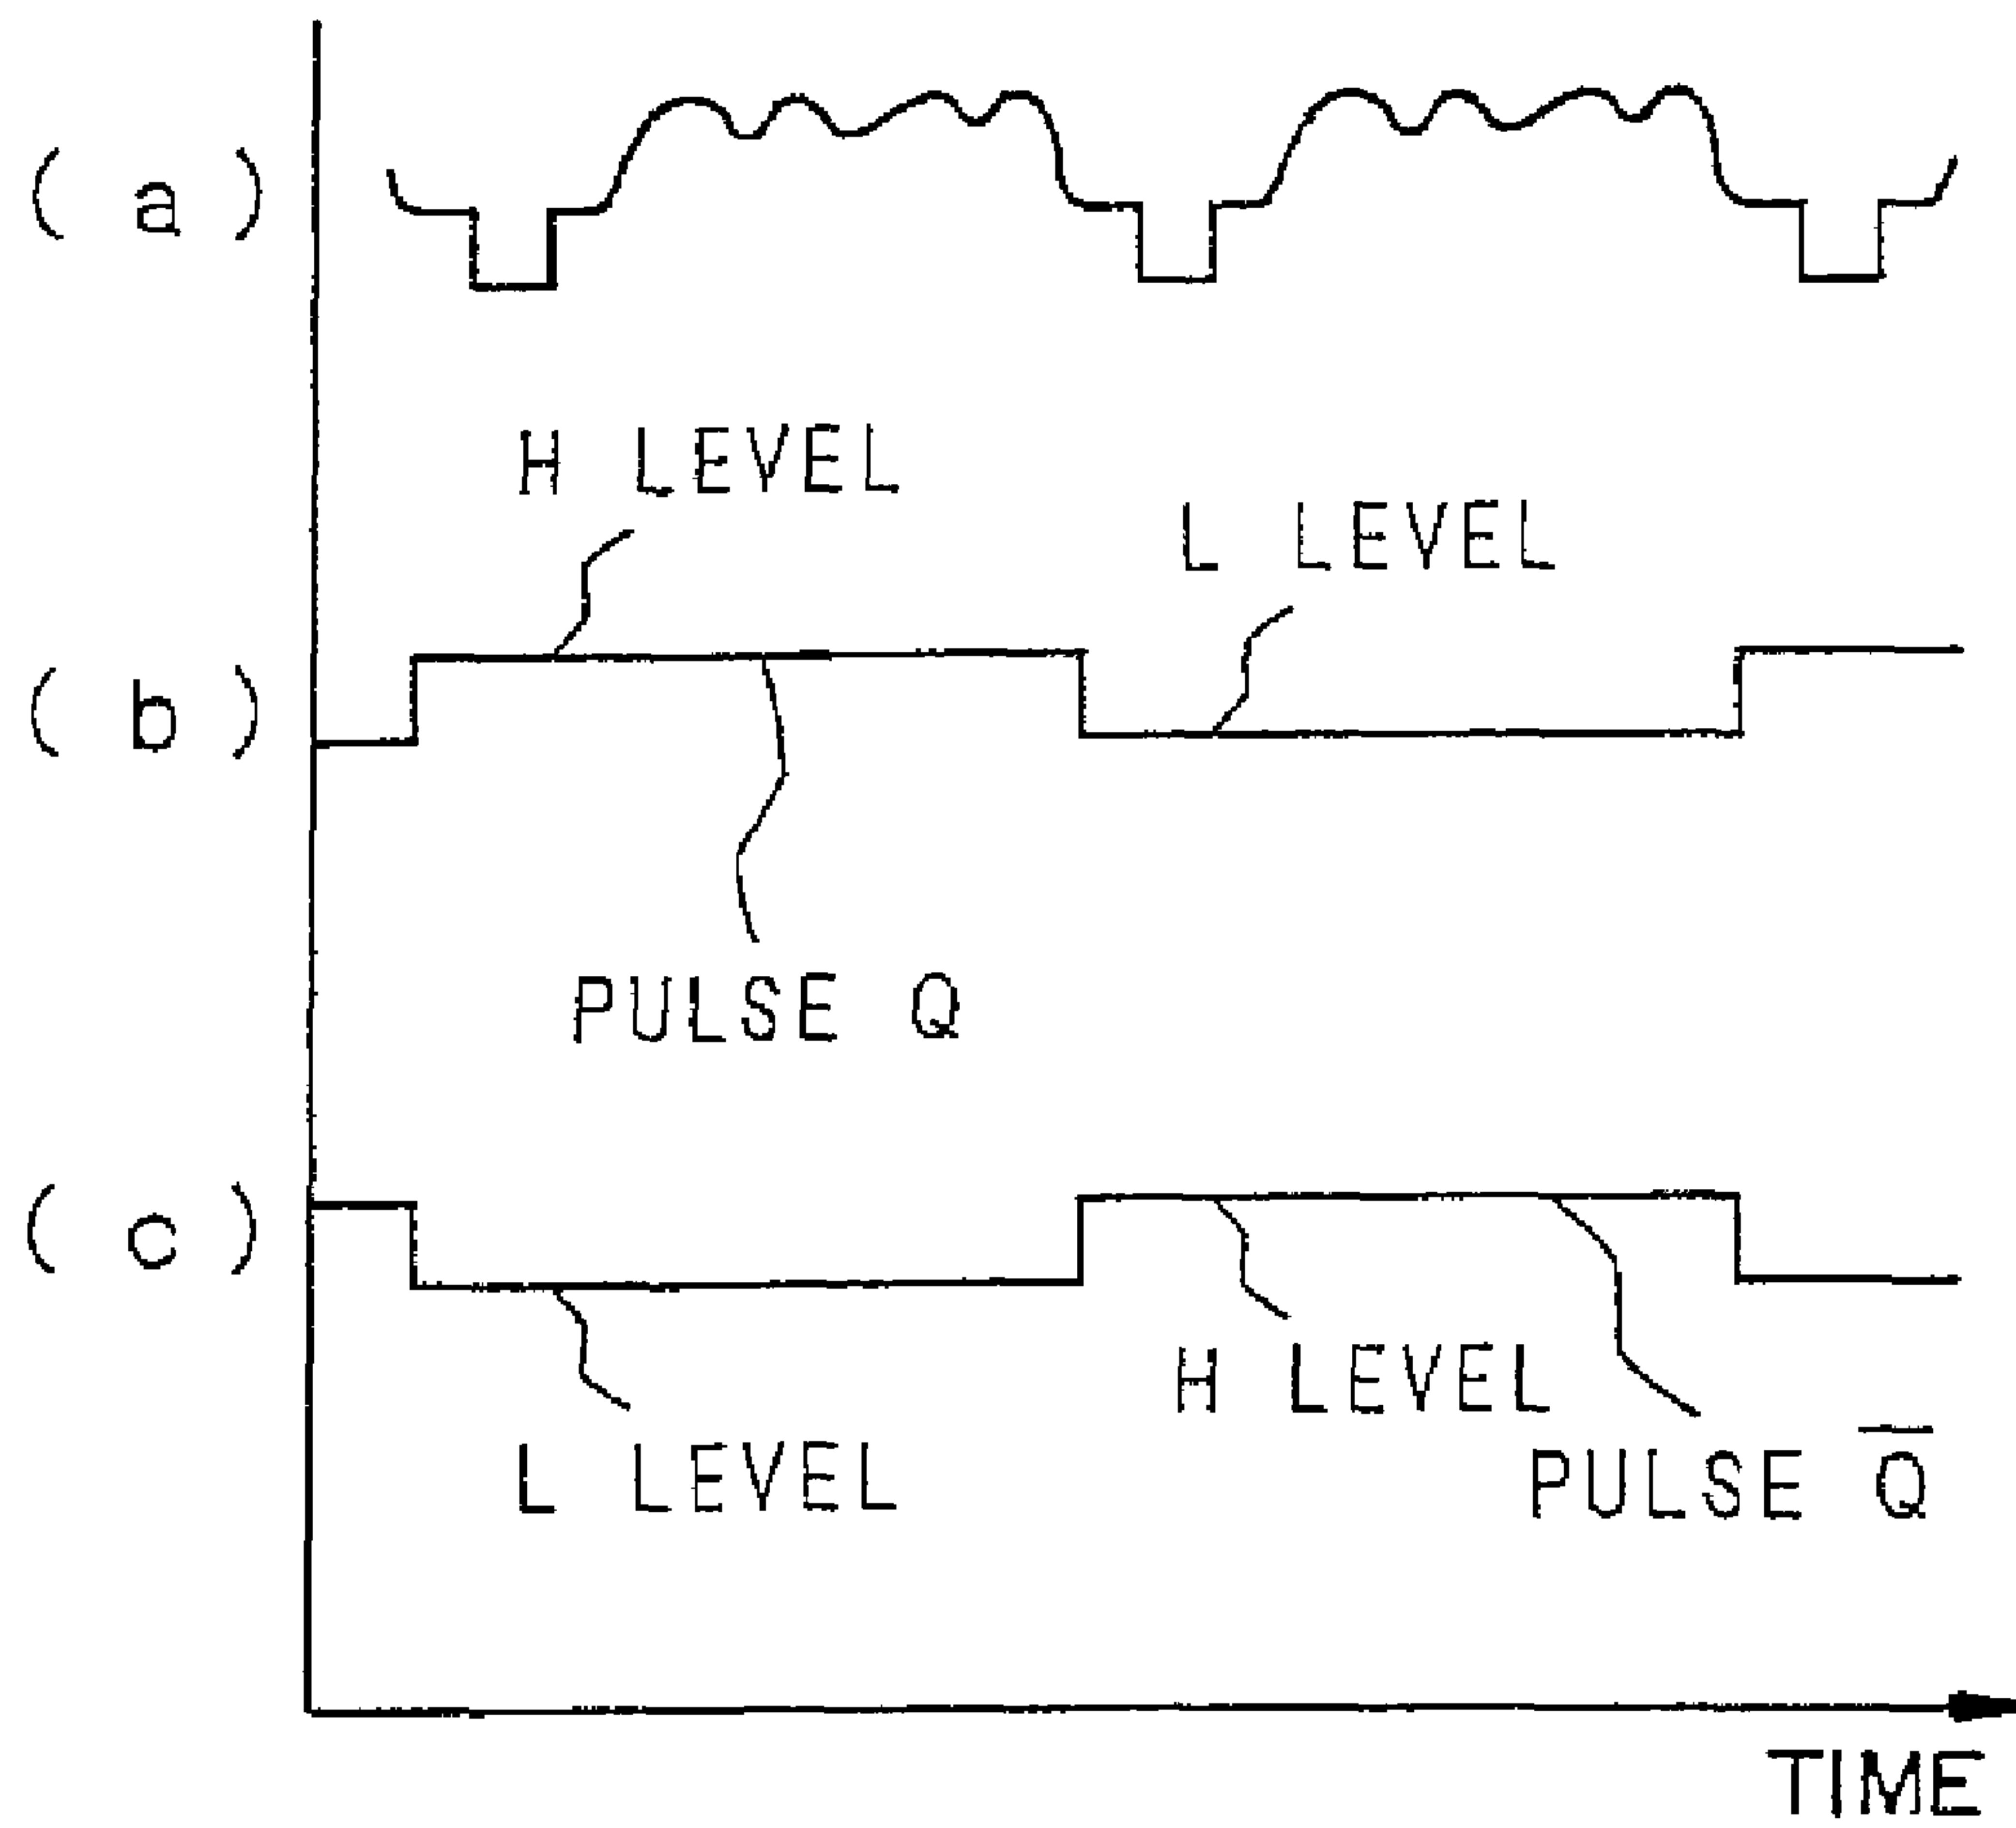 ( a )
H LEVEL
L LEVEL
( b )
PULSE Q
( c )
H LEVEL
L LEVEL
PULSE Q̅
TIME